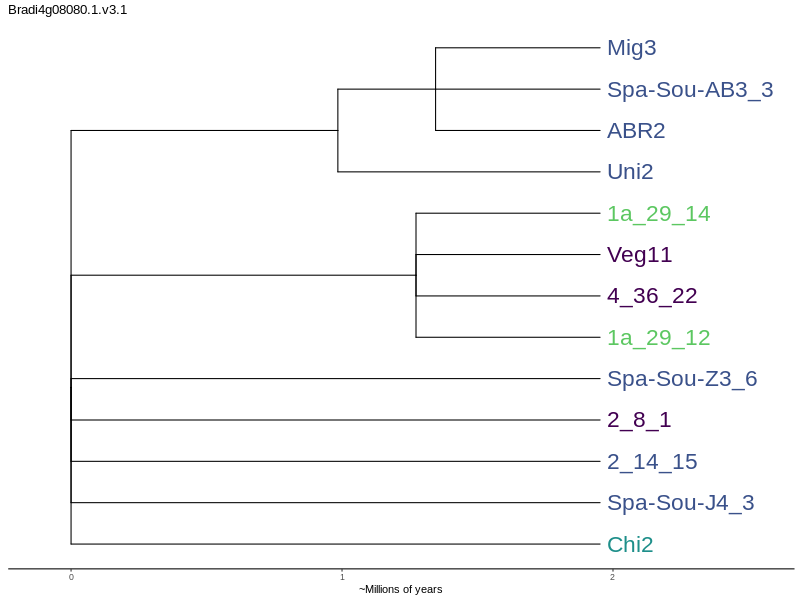 Bradi4g08080.1.v3.1
Mig3
Spa-Sou-AB3_3
ABR2
Uni2
1a_29_14
Veg11
4_36_22
1a_29_12
Spa-Sou-Z3_6
2_8_1
2_14_15
Spa-Sou-J4_3
Chi2
0 1 2
~Millions of years